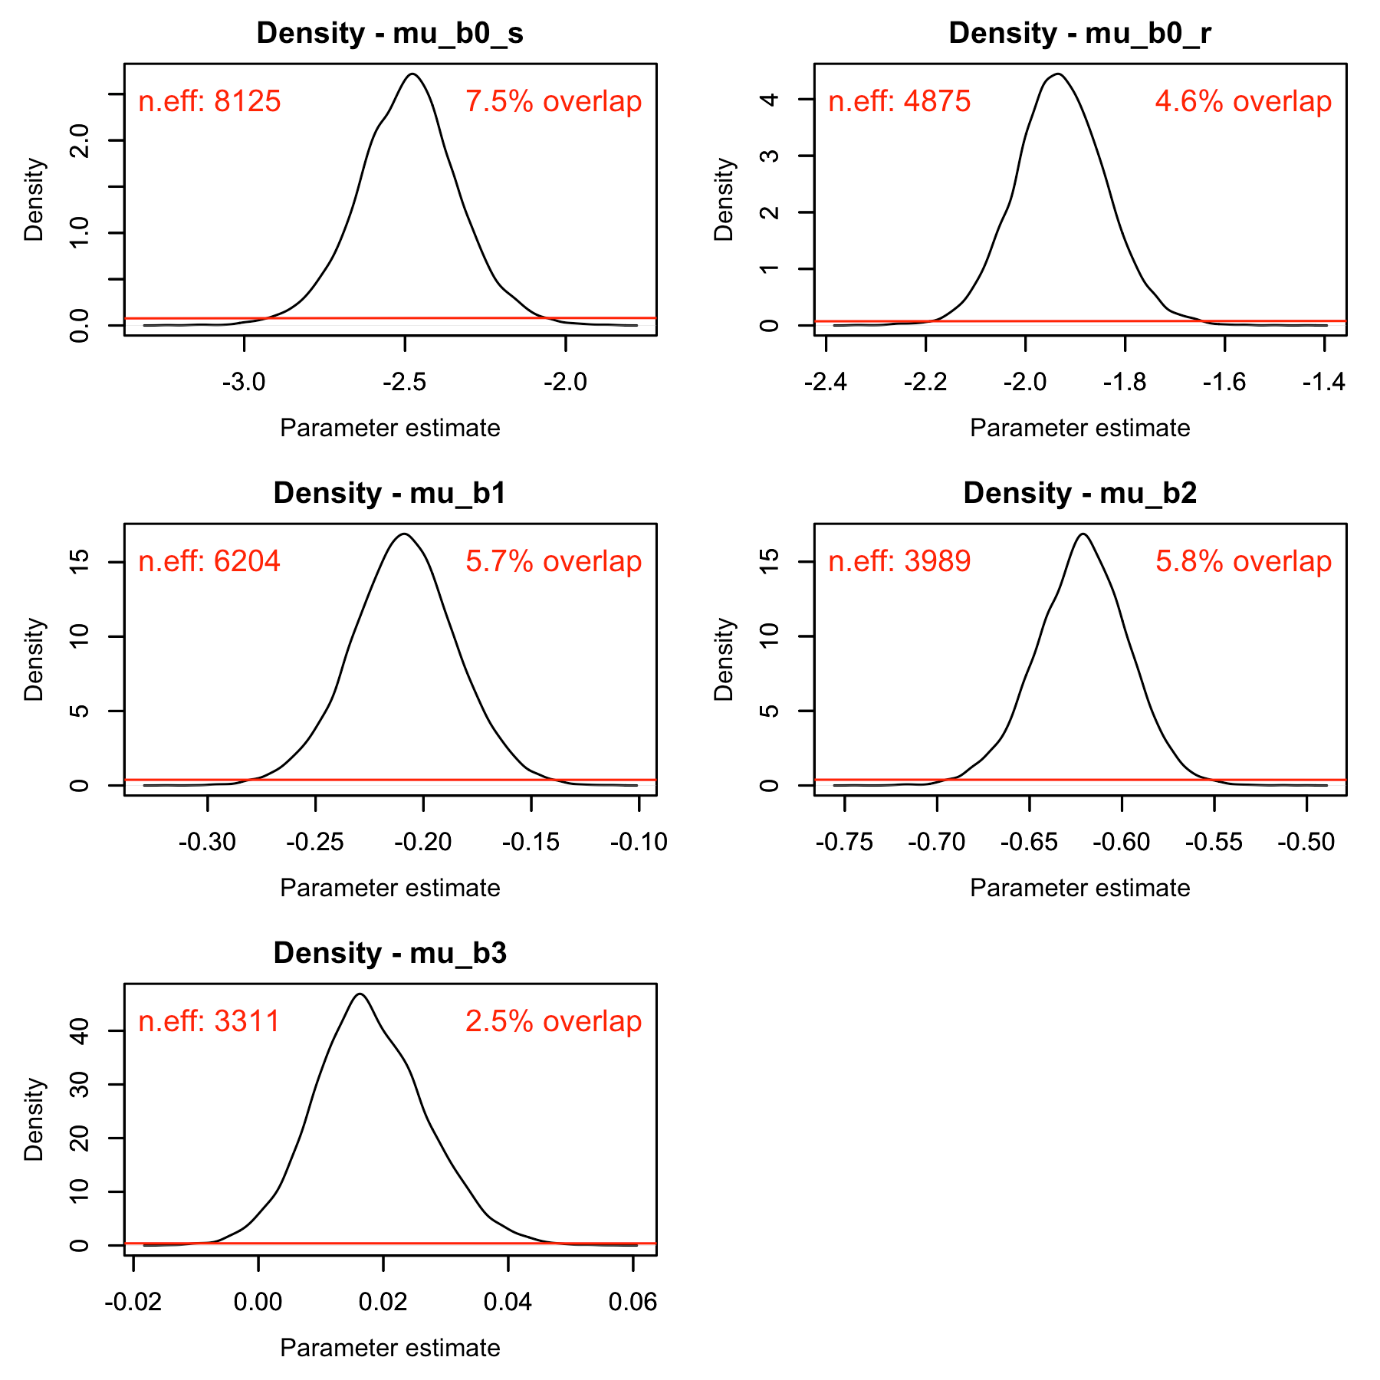 Density - mu_b0_s
n.eff: 8125 7.5% overlap
Density
0.0 1.0 2.0
-3.0 -2.5 -2.0
Parameter estimate
Density - mu_b0_r
n.eff: 4875 4.6% overlap
Density
0 1 2 3 4
-2.4 -2.2 -2.0 -1.8 -1.6 -1.4
Parameter estimate
Density - mu_b1
n.eff: 6204 5.7% overlap
Density
0 5 10 15
-0.30 -0.25 -0.20 -0.15 -0.10
Parameter estimate
Density - mu_b2
n.eff: 3989 5.8% overlap
Density
0 5 10 15
-0.75 -0.70 -0.65 -0.60 -0.55 -0.50
Parameter estimate
Density - mu_b3
n.eff: 3311 2.5% overlap
Density
0 10 20 30 40
-0.02 0.00 0.02 0.04 0.06
Parameter estimate